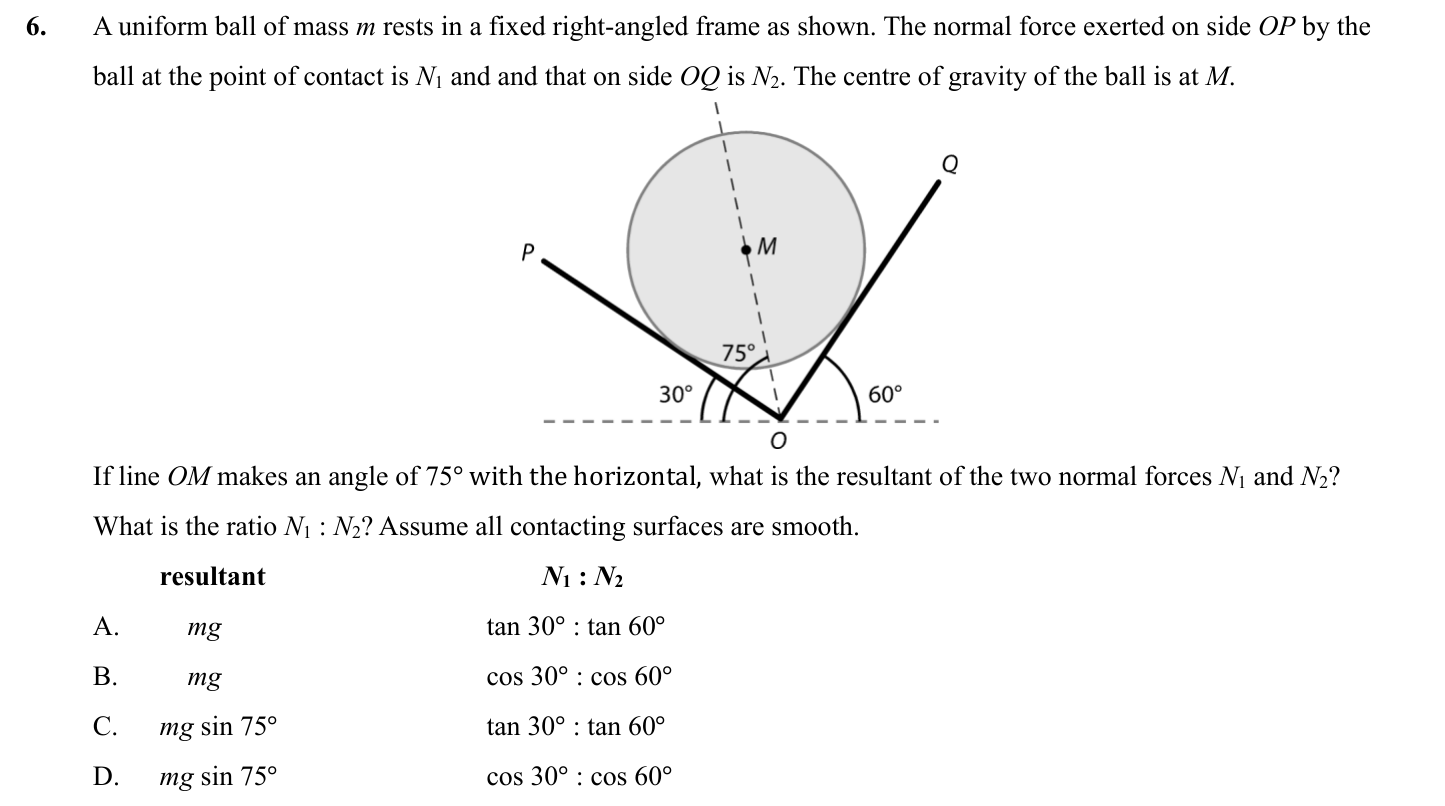 6. A uniform ball of mass m rests in a fixed right-angled frame as shown. The normal force exerted on side OP by the
ball at the point of contact is N₁ and and that on side OQ is N₂. The centre of gravity of the ball is at M.
Q
P
M
75°
30°
60°
O
If line OM makes an angle of 75° with the horizontal, what is the resultant of the two normal forces N₁ and N₂?
What is the ratio N₁ : N₂? Assume all contacting surfaces are smooth.
resultant N₁ : N₂
A. mg tan 30° : tan 60°
B. mg cos 30° : cos 60°
C. mg sin 75° tan 30° : tan 60°
D. mg sin 75° cos 30° : cos 60°